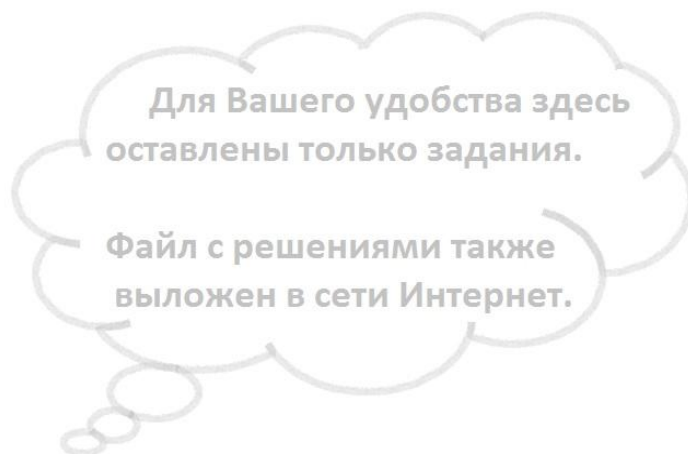 Для Вашего удобства здесь
оставлены только задания.
Файл с решениями также
выложен в сети Интернет.